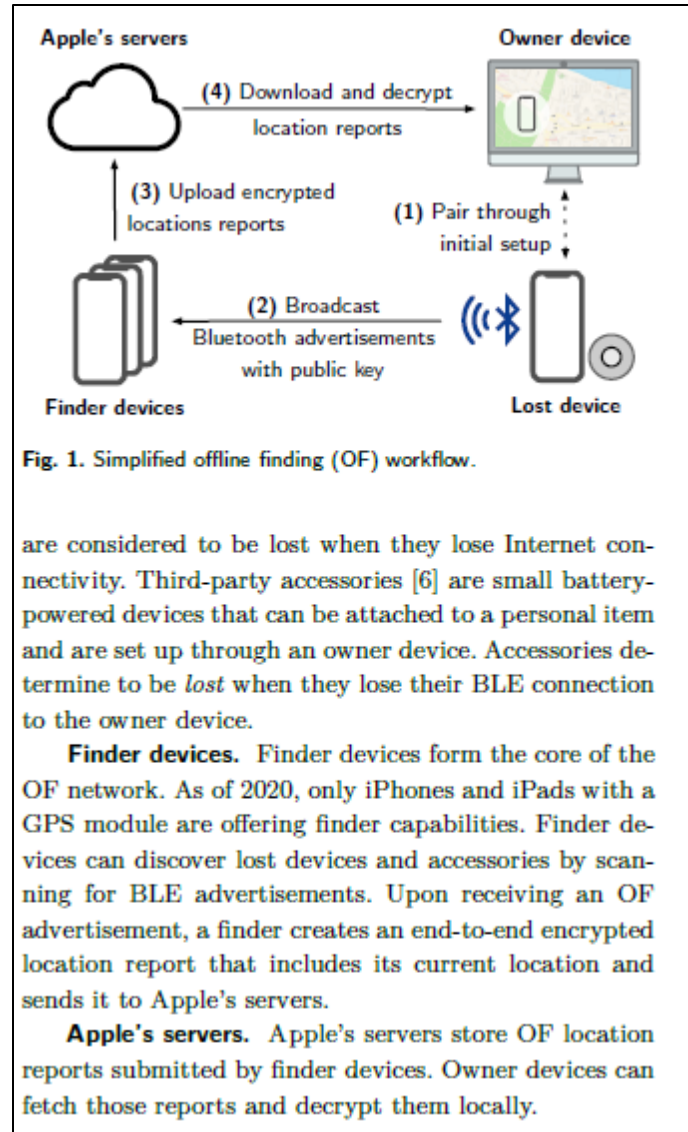 Apple's servers
Owner device
(4) Download and decrypt
location reports
(3) Upload encrypted
locations reports
(1) Pair through
initial setup
(2) Broadcast
Bluetooth advertisements
with public key
Finder devices
Lost device
Fig. 1. Simplified offline finding (OF) workflow.
are considered to be lost when they lose Internet con-
nectivity. Third-party accessories [6] are small battery-
powered devices that can be attached to a personal item
and are set up through an owner device. Accessories de-
termine to be lost when they lose their BLE connection
to the owner device.
Finder devices. Finder devices form the core of the
OF network. As of 2020, only iPhones and iPads with a
GPS module are offering finder capabilities. Finder de-
vices can discover lost devices and accessories by scan-
ning for BLE advertisements. Upon receiving an OF
advertisement, a finder creates an end-to-end encrypted
location report that includes its current location and
sends it to Apple's servers.
Apple's servers. Apple's servers store OF location
reports submitted by finder devices. Owner devices can
fetch those reports and decrypt them locally.